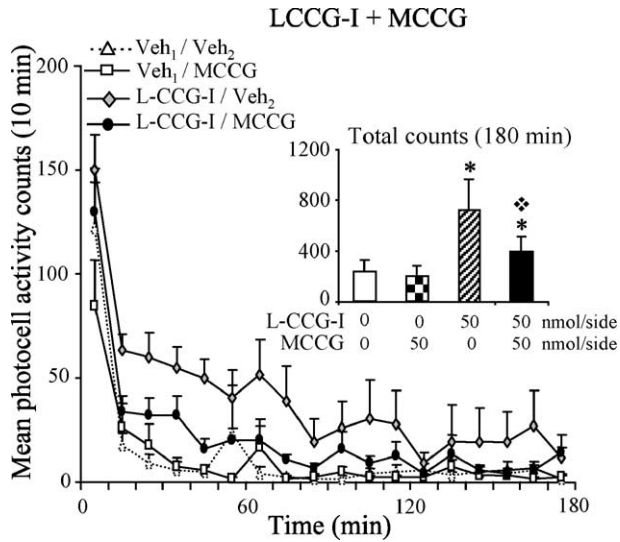 LCCG-I + MCCG
Veh1 / Veh2
Veh1 / MCCG
L-CCG-I / Veh2
L-CCG-I / MCCG
Mean photocell activity counts (10 min)
200
150
100
50
0
0 60 120 180
Time (min)
Total counts (180 min)
1200
800
400
0
* ❖ *
L-CCG-I 0 0 50 50 nmol/side
MCCG 0 50 0 50 nmol/side